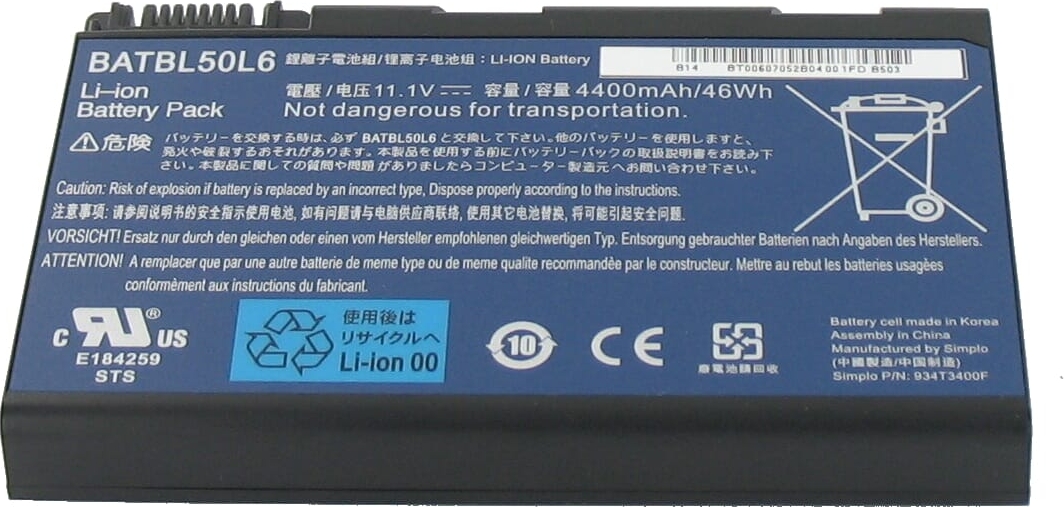 BATBL50L6 鋰離子電池組/锂离子电池组 : LI-ION Battery
B14 BT00607052B04001FD B503
Li-ion
Battery Pack
電壓/电压 11.1V 容量/容量 4400mAh/46Wh
Not dangerous for transportation.
危険 バッテリーを交換する時は、必ず BATBL50L6 と交換して下さい。他のバッテリーを使用しますと、
発火や破裂するおそれがあります。本製品を使用する前にバッテリーパックの取扱説明書をお読み下
さい。本製品に関しての質問や問題 がありましたらコンピューター製造元へお問い合わせ下さい。
Caution: Risk of explosion if battery is replaced by an incorrect type, Dispose properly according to the instructions.
注意事项: 请参阅说明书的安全指示使用电池, 如有问题请与电脑供应商联络, 使用其它电池替换, 将可能引起安全问题.
VORSICHT! Ersatz nur durch den gleichen oder einen vom Hersteller empfohlenen gleichwertigen Typ. Entsorgung gebrauchter Batterien nach Angaben des Herstellers.
ATTENTION! A remplacer que par une autre batterie de meme type ou de meme qualite recommandée par le constructeur. Mettre au rebut les batteries usagées
conformèment aux instructions du fabricant.
C RU ® US
E184259
STS
使用後は
リサイクルへ
Li-ion 00
10
CE
廢電池請回收
Battery cell made in Korea
Assembly in China
Manufactured by Simplo
(中國製造/中国制造)
Simplo P/N: 934T3400F